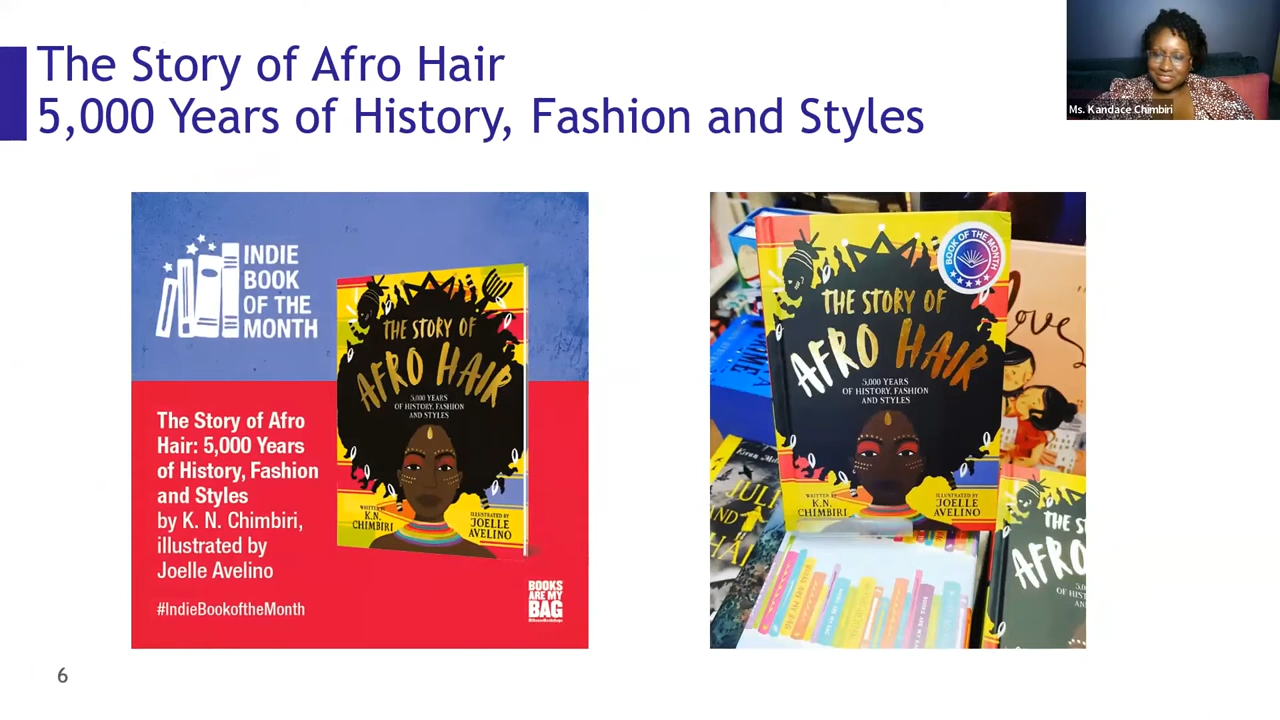 The Story of Afro Hair
5,000 Years of History, Fashion and Styles
Ms. Kandace Chimbiri
INDIE
BOOK
OF THE
MONTH
The Story of Afro
Hair: 5,000 Years
of History, Fashion
and Styles
by K. N. Chimbiri,
illustrated by
Joelle Avelino
#IndieBookoftheMonth
THE STORY OF
AFRO HAIR
5,000 YEARS
OF HISTORY, FASHION
AND STYLES
WRITTEN BY
K.N.
CHIMBIRI
ILLUSTRATED BY
JOELLE
AVELINO
BOOKS
ARE MY
BAG
BOOK OF THE MONTH
THE STORY OF
AFRO HAIR
5,000 YEARS
OF HISTORY, FASHION
AND STYLES
WRITTEN BY
K.N.
CHIMBIRI
ILLUSTRATED BY
JOELLE
AVELINO
love
Kiran
AND
THE
AFRO
6